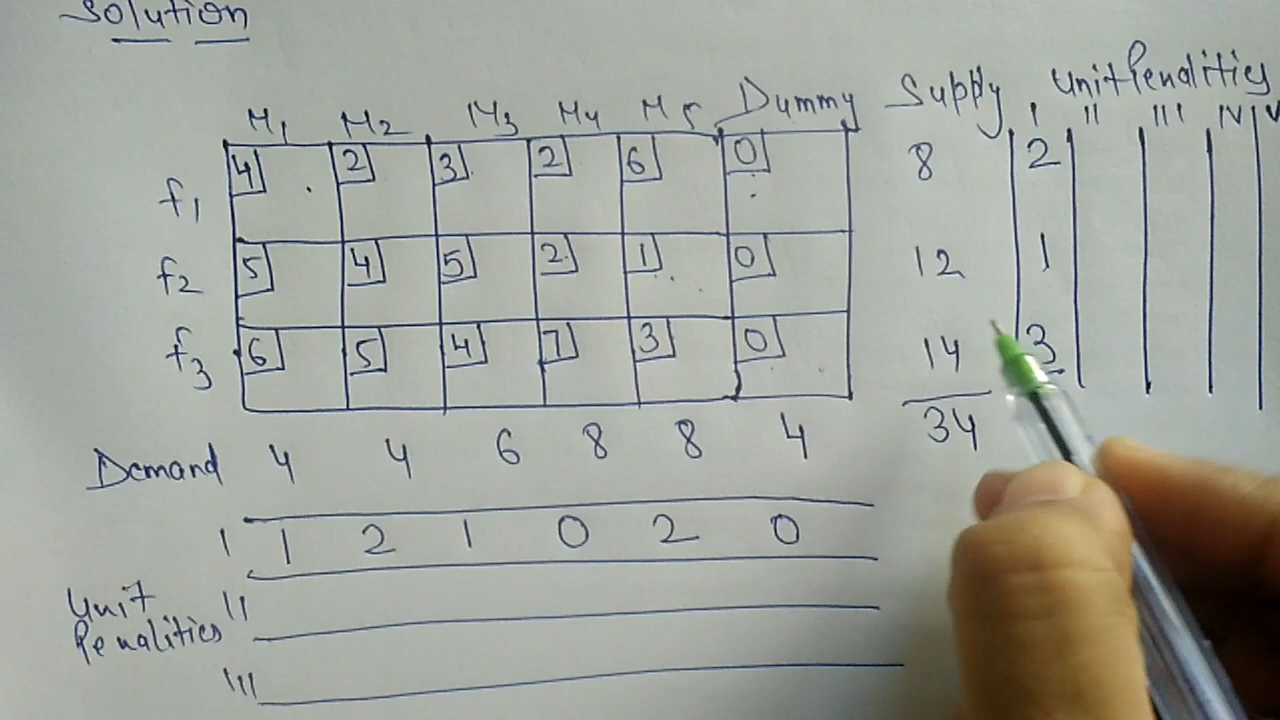 Solution
M1 M2 M3 M4 M5 Dummy Supply Unit Penalities
I II III IV V
f1 4 2 3 2 6 0 8 2
f2 5 4 5 2 1 0 12 1
f3 6 5 4 7 3 0 14 3
34
Demand 4 4 6 8 8 4
I 1 2 1 0 2 0
Unit Penalities
II
III